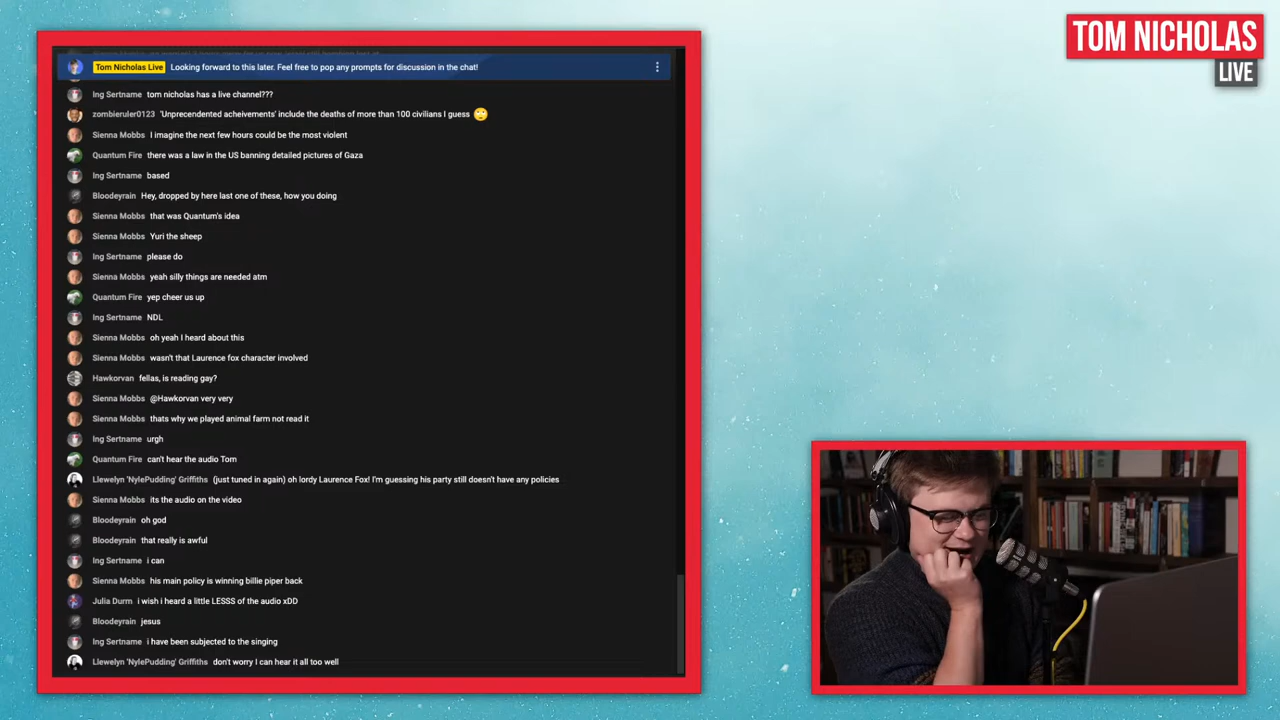 TOM NICHOLAS
LIVE
Tom Nicholas Live Looking forward to this later. Feel free to pop any prompts for discussion in the chat!
Ing Sertname tom nicholas has a live channel???
zombieruler0123 'Unprecedented acheivements' include the deaths of more than 100 civilians I guess
Sienna Mobbs I imagine the next few hours could be the most violent
Quantum Fire there was a law in the US banning detailed pictures of Gaza
Ing Sertname based
Bloodeyrain Hey, dropped by here last one of these, how you doing
Sienna Mobbs that was Quantum's idea
Sienna Mobbs Yuri the sheep
Ing Sertname please do
Sienna Mobbs yeah silly things are needed atm
Quantum Fire yep cheer us up
Ing Sertname NDL
Sienna Mobbs oh yeah I heard about this
Sienna Mobbs wasn't that Laurence fox character involved
Hawkorvan fellas, is reading gay?
Sienna Mobbs @Hawkorvan very very
Sienna Mobbs thats why we played animal farm not read it
Ing Sertname urgh
Quantum Fire can't hear the audio Tom
Llewelyn 'NylePudding' Griffiths (just tuned in again) oh lordy Laurence Fox! I'm guessing his party still doesn't have any policies
Sienna Mobbs its the audio on the video
Bloodeyrain oh god
Bloodeyrain that really is awful
Ing Sertname i can
Sienna Mobbs his main policy is winning billie piper back
Julia Durm i wish i heard a little LESSS of the audio xDD
Bloodeyrain jesus
Ing Sertname i have been subjected to the singing
Llewelyn 'NylePudding' Griffiths don't worry I can hear it all too well